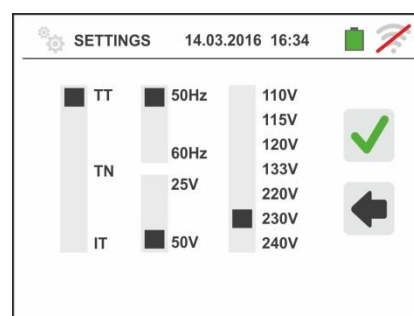 SETTINGS 14.03.2016 16:34
TT 50Hz 110V
115V
60Hz 120V
TN 25V 133V
220V
230V
IT 50V 240V